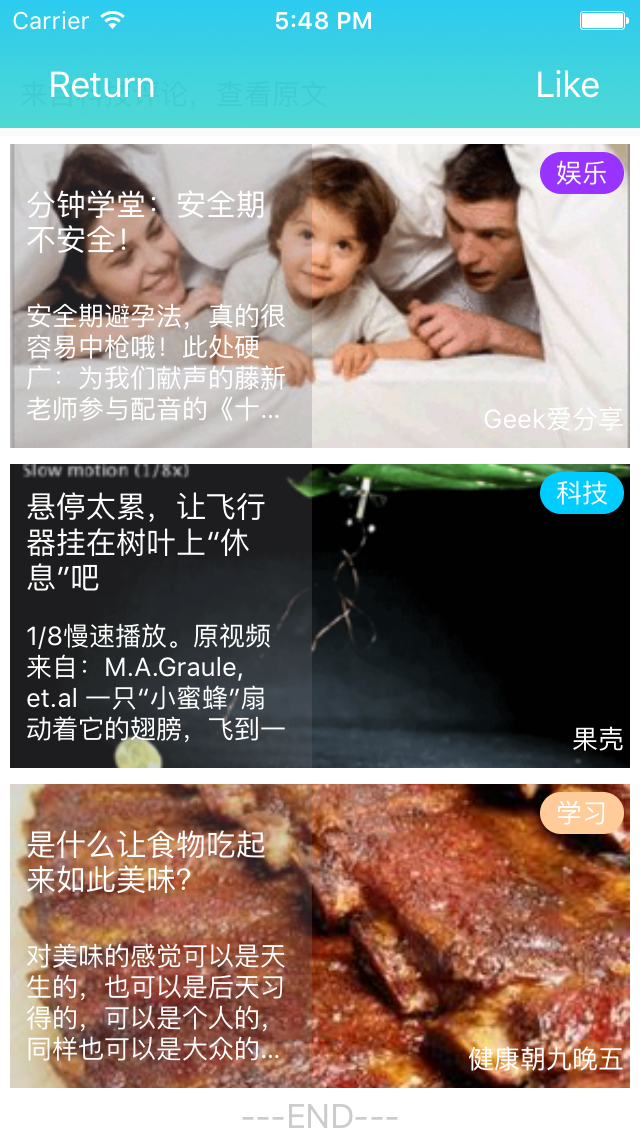 Carrier 5:48 PM
来自科技评论，查看原文
Return Like
娱乐
分钟学堂：安全期
不安全！
安全期避孕法，真的很
容易中枪哦！此处硬
广：为我们献声的藤新
老师参与配音的《十...
Geek爱分享
Slow motion (1/8x)
科技
悬停太累，让飞行
器挂在树叶上“休
息”吧
1/8慢速播放。原视频
来自：M.A.Graule,
et.al 一只“小蜜蜂”扇
动着它的翅膀，飞到一
果壳
学习
是什么让食物吃起
来如此美味？
对美味的感觉可以是天
生的，也可以是后天习
得的，可以是个人的，
同样也可以是大众的...
健康朝九晚五
---END---